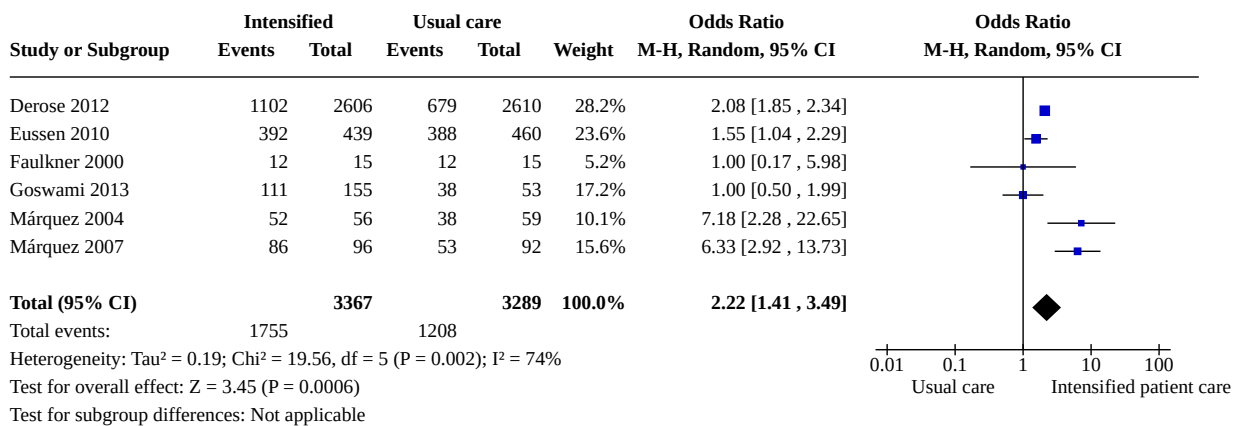 Intensified Usual care Odds Ratio Odds Ratio
Study or Subgroup Events Total Events Total Weight M-H, Random, 95% CI M-H, Random, 95% CI
Derose 2012 1102 2606 679 2610 28.2% 2.08 [1.85 , 2.34]
Eussen 2010 392 439 388 460 23.6% 1.55 [1.04 , 2.29]
Faulkner 2000 12 15 12 15 5.2% 1.00 [0.17 , 5.98]
Goswami 2013 111 155 38 53 17.2% 1.00 [0.50 , 1.99]
Márquez 2004 52 56 38 59 10.1% 7.18 [2.28 , 22.65]
Márquez 2007 86 96 53 92 15.6% 6.33 [2.92 , 13.73]
Total (95% CI) 3367 3289 100.0% 2.22 [1.41 , 3.49]
Total events: 1755 1208
Heterogeneity: Tau² = 0.19; Chi² = 19.56, df = 5 (P = 0.002); I² = 74%
0.01 0.1 1 10 100
Test for overall effect: Z = 3.45 (P = 0.0006) Usual care Intensified patient care
Test for subgroup differences: Not applicable